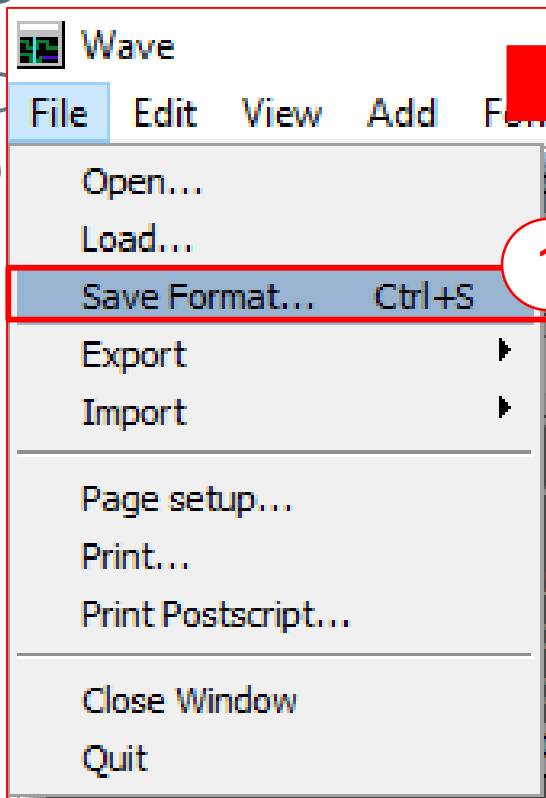 Wave
File Edit View Add
Open...
Load...
Save Format... Ctrl+S
Export
Import
Page setup...
Print...
Print Postscript...
Close Window
Quit